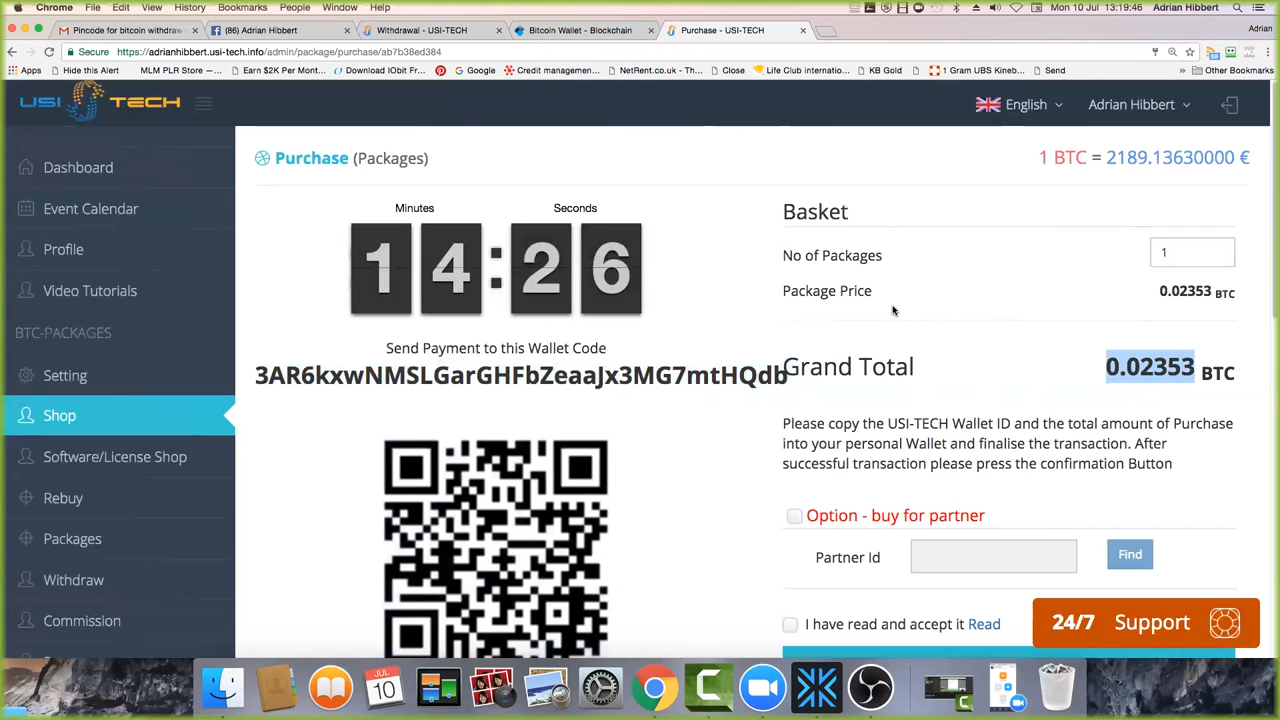 Chrome File Edit View History Bookmarks People Window Help Mon 10 Jul 13:19:46 Adrian Hibbert
Pincode for bitcoin withdraw (86) Adrian Hibbert Withdrawal - USI-TECH Bitcoin Wallet - Blockchain Purchase - USI-TECH Adrian
Secure https://adrianhibbert.usi-tech.info/admin/package/purchase/ab7b38ed384
Apps Hide this Alert MLM PLR Store —... Earn $2K Per Mont... Download IObit Fr... Google Credit managemen... NetRent.co.uk - Th... Close Life Club internatio... KB Gold 1 Gram UBS Kineb... Send » Other Bookmarks
USI TECH English Adrian Hibbert
Purchase (Packages) 1 BTC = 2189.13630000 €
Dashboard
Event Calendar
Profile
Video Tutorials
BTC-PACKAGES
Setting
Shop
Software/License Shop
Rebuy
Packages
Withdraw
Commission
Minutes Seconds
14:26
Send Payment to this Wallet Code
3AR6kxwNMSLGarGHFbZeaaJx3MG7mtHQdb
Basket
No of Packages 1
Package Price 0.02353 BTC
Grand Total 0.02353 BTC
Please copy the USI-TECH Wallet ID and the total amount of Purchase
into your personal Wallet and finalise the transaction. After
successful transaction please press the confirmation Button
Option - buy for partner
Partner Id Find
I have read and accept it Read
24/7 Support
JUL
10